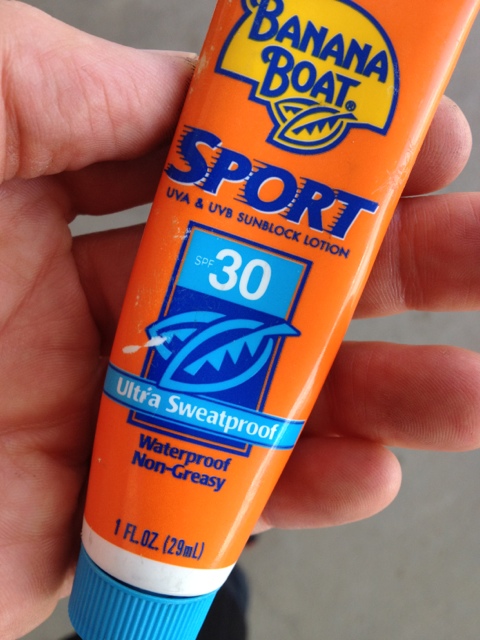 BANANA
BOAT®
SPORT
UVA & UVB SUNBLOCK LOTION
SPF 30
Ultra Sweatproof
Waterproof
Non-Greasy
1 FL.OZ. (29mL)